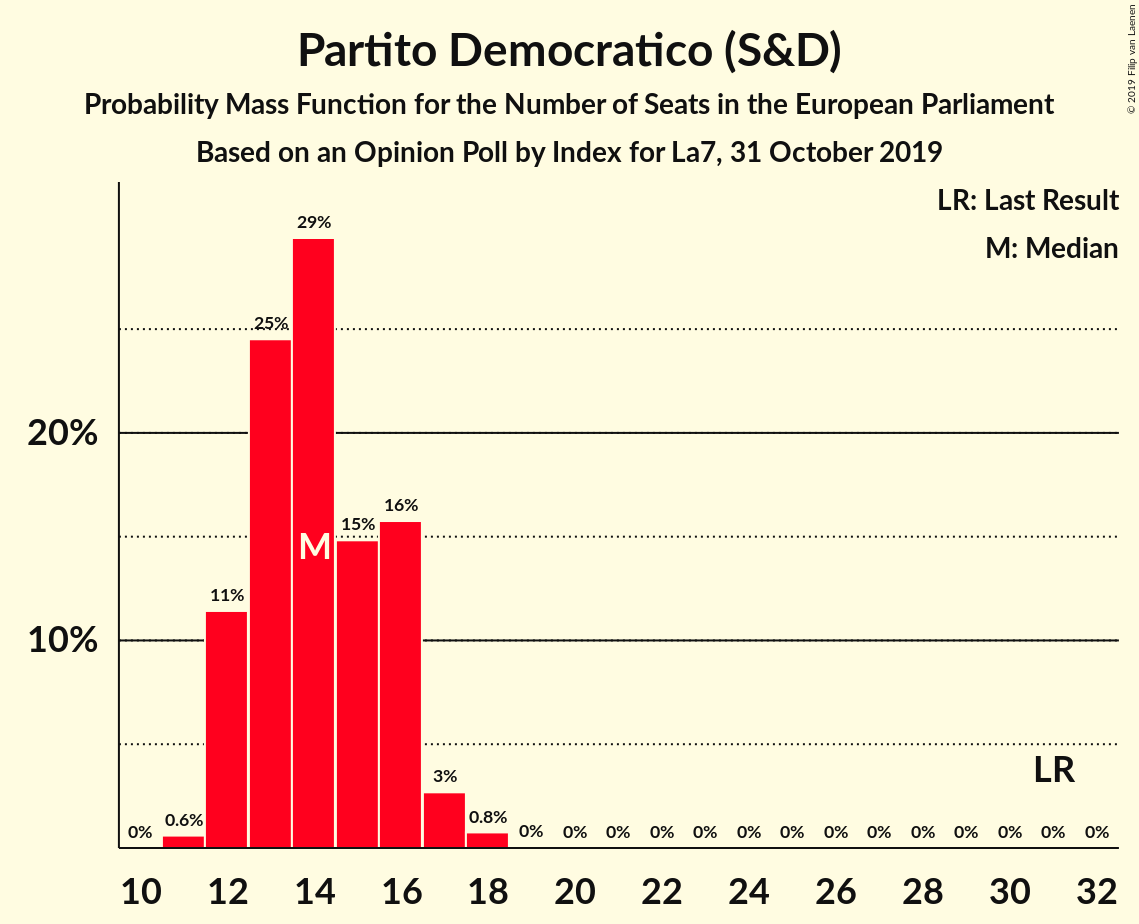 Partito Democratico (S&D)
Probability Mass Function for the Number of Seats in the European Parliament
Based on an Opinion Poll by Index for La7, 31 October 2019
© 2019 Filip van Laenen
LR: Last Result
M: Median
20%
10%
0%
0.6%
11%
25%
29%
15%
16%
3%
0.8%
0%
0%
0%
0%
0%
0%
0%
0%
0%
0%
0%
0%
0%
0%
M
LR
10 12 14 16 18 20 22 24 26 28 30 32